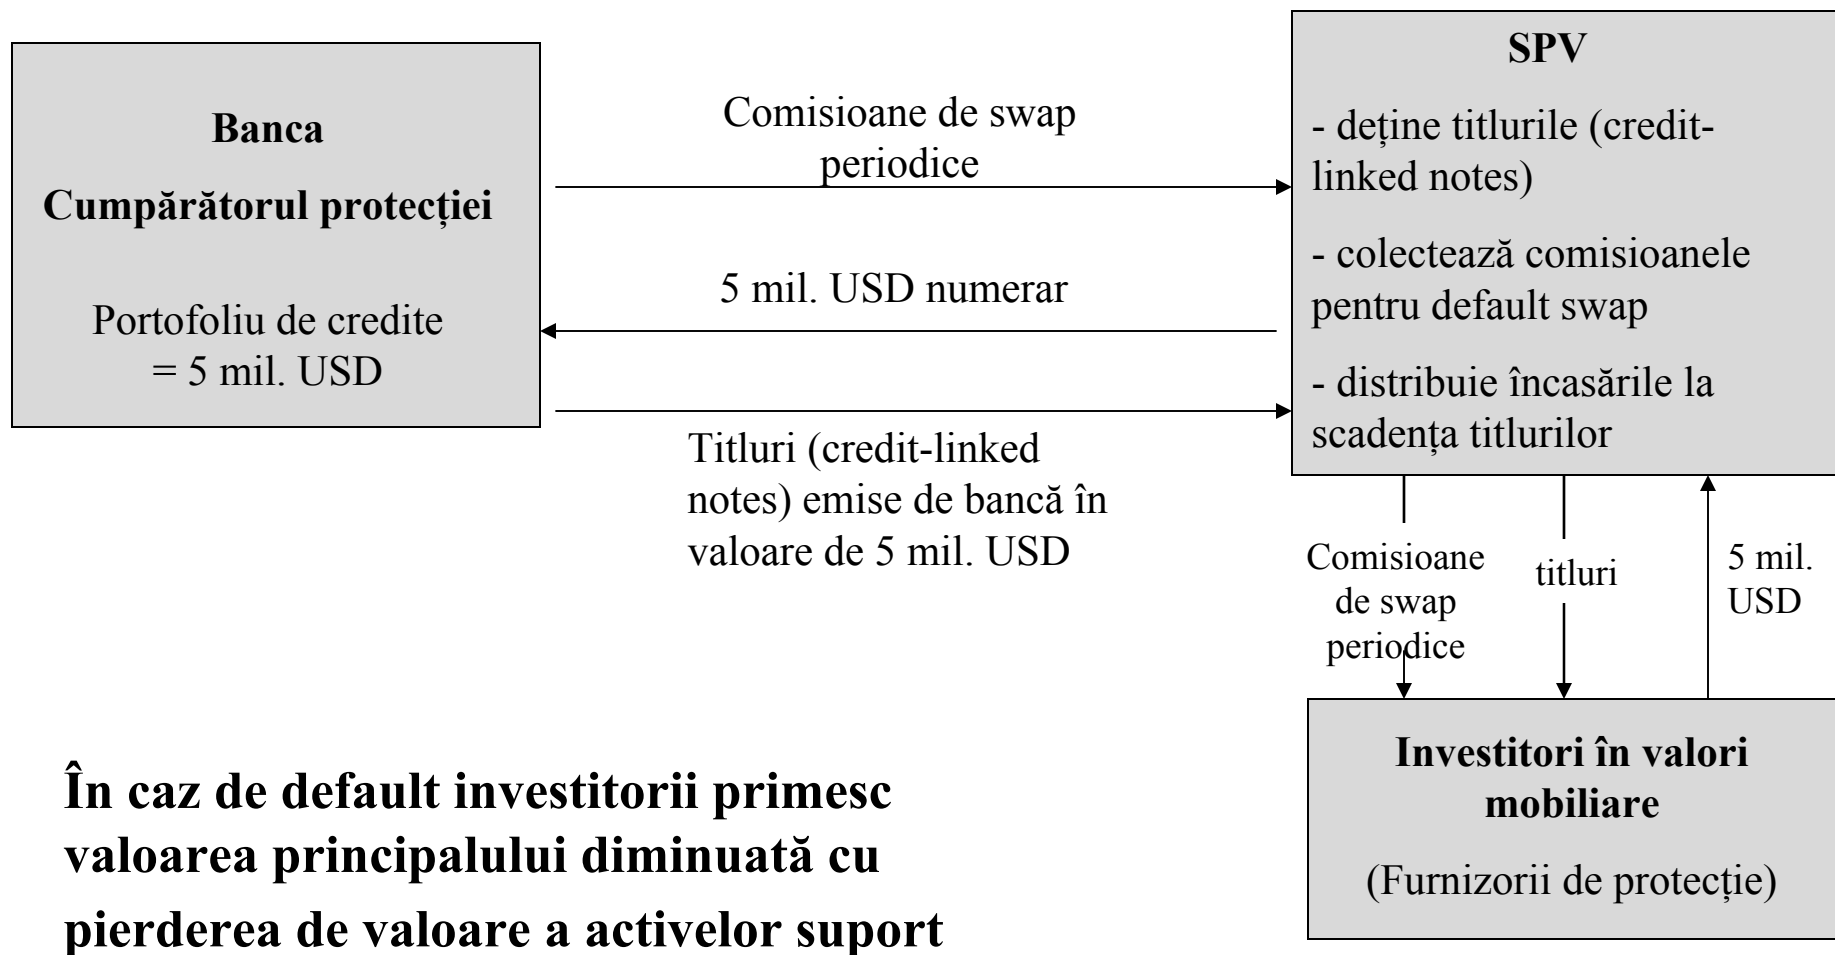 Banca
Cumpărătorul protecției
Portofoliu de credite
= 5 mil. USD
Comisioane de swap
periodice
5 mil. USD numerar
Titluri (credit-linked
notes) emise de bancă în
valoare de 5 mil. USD
SPV
- deține titlurile (credit-
linked notes)
- colectează comisioanele
pentru default swap
- distribuie încasările la
scadența titlurilor
Comisioane
de swap
periodice
titluri
5 mil.
USD
Investitori în valori
mobiliare
(Furnizorii de protecție)
În caz de default investitorii primesc
valoarea principalului diminuată cu
pierderea de valoare a activelor suport